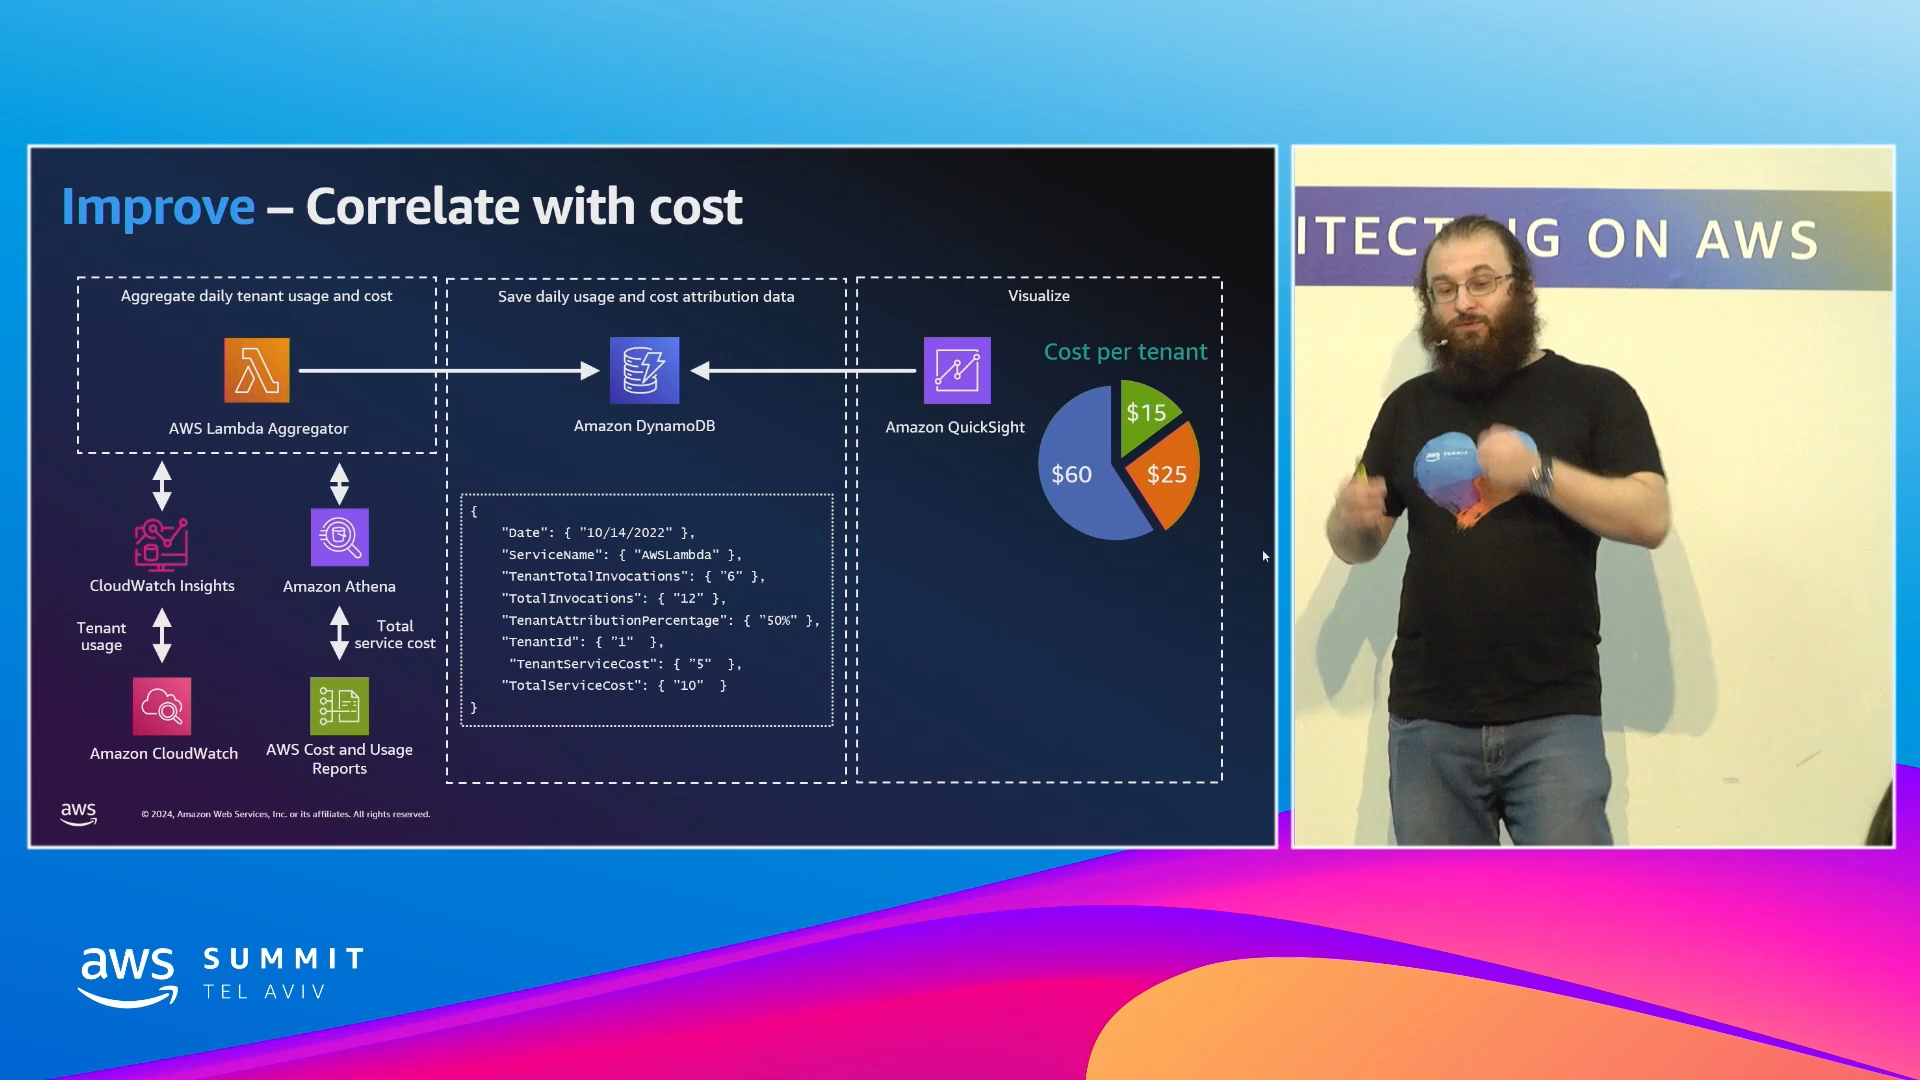 Improve – Correlate with cost
Aggregate daily tenant usage and cost
AWS Lambda Aggregator
CloudWatch Insights
Amazon Athena
Tenant
usage
Total
service cost
Amazon CloudWatch
AWS Cost and Usage
Reports
Save daily usage and cost attribution data
Amazon DynamoDB
{
"Date": { "10/14/2022" },
"ServiceName": { "AWSLambda" },
"TenantTotalInvocations": { "6" },
"TotalInvocations": { "12" },
"TenantAttributionPercentage": { "50%" },
"TenantId": { "1" },
"TenantServiceCost": { "5" },
"TotalServiceCost": { "10" }
}
Visualize
Amazon QuickSight
Cost per tenant
$15
$60
$25
aws
© 2024, Amazon Web Services, Inc. or its affiliates. All rights reserved.
ITECT NG ON AWS
aws SUMMIT
aws SUMMIT
TEL AVIV